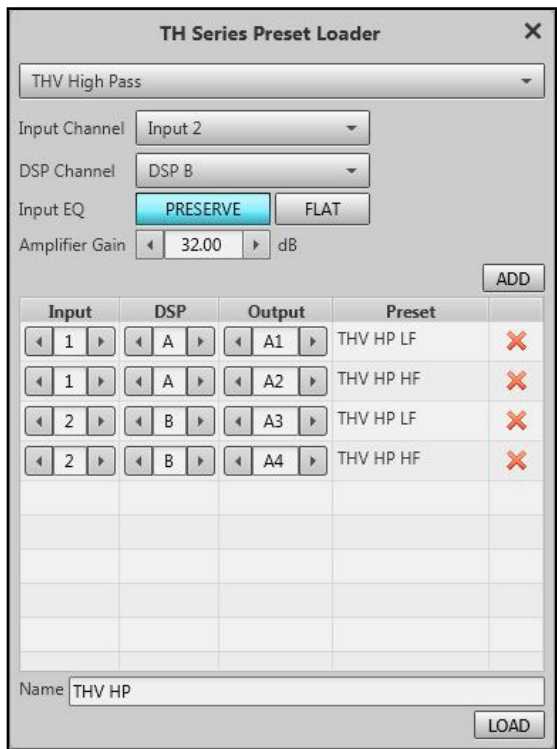 TH Series Preset Loader
THV High Pass
Input Channel Input 2
DSP Channel DSP B
Input EQ PRESERVE FLAT
Amplifier Gain 32.00 dB
ADD
Input DSP Output Preset
1 A A1 THV HP LF
1 A A2 THV HP HF
2 B A3 THV HP LF
2 B A4 THV HP HF
Name THV HP
LOAD